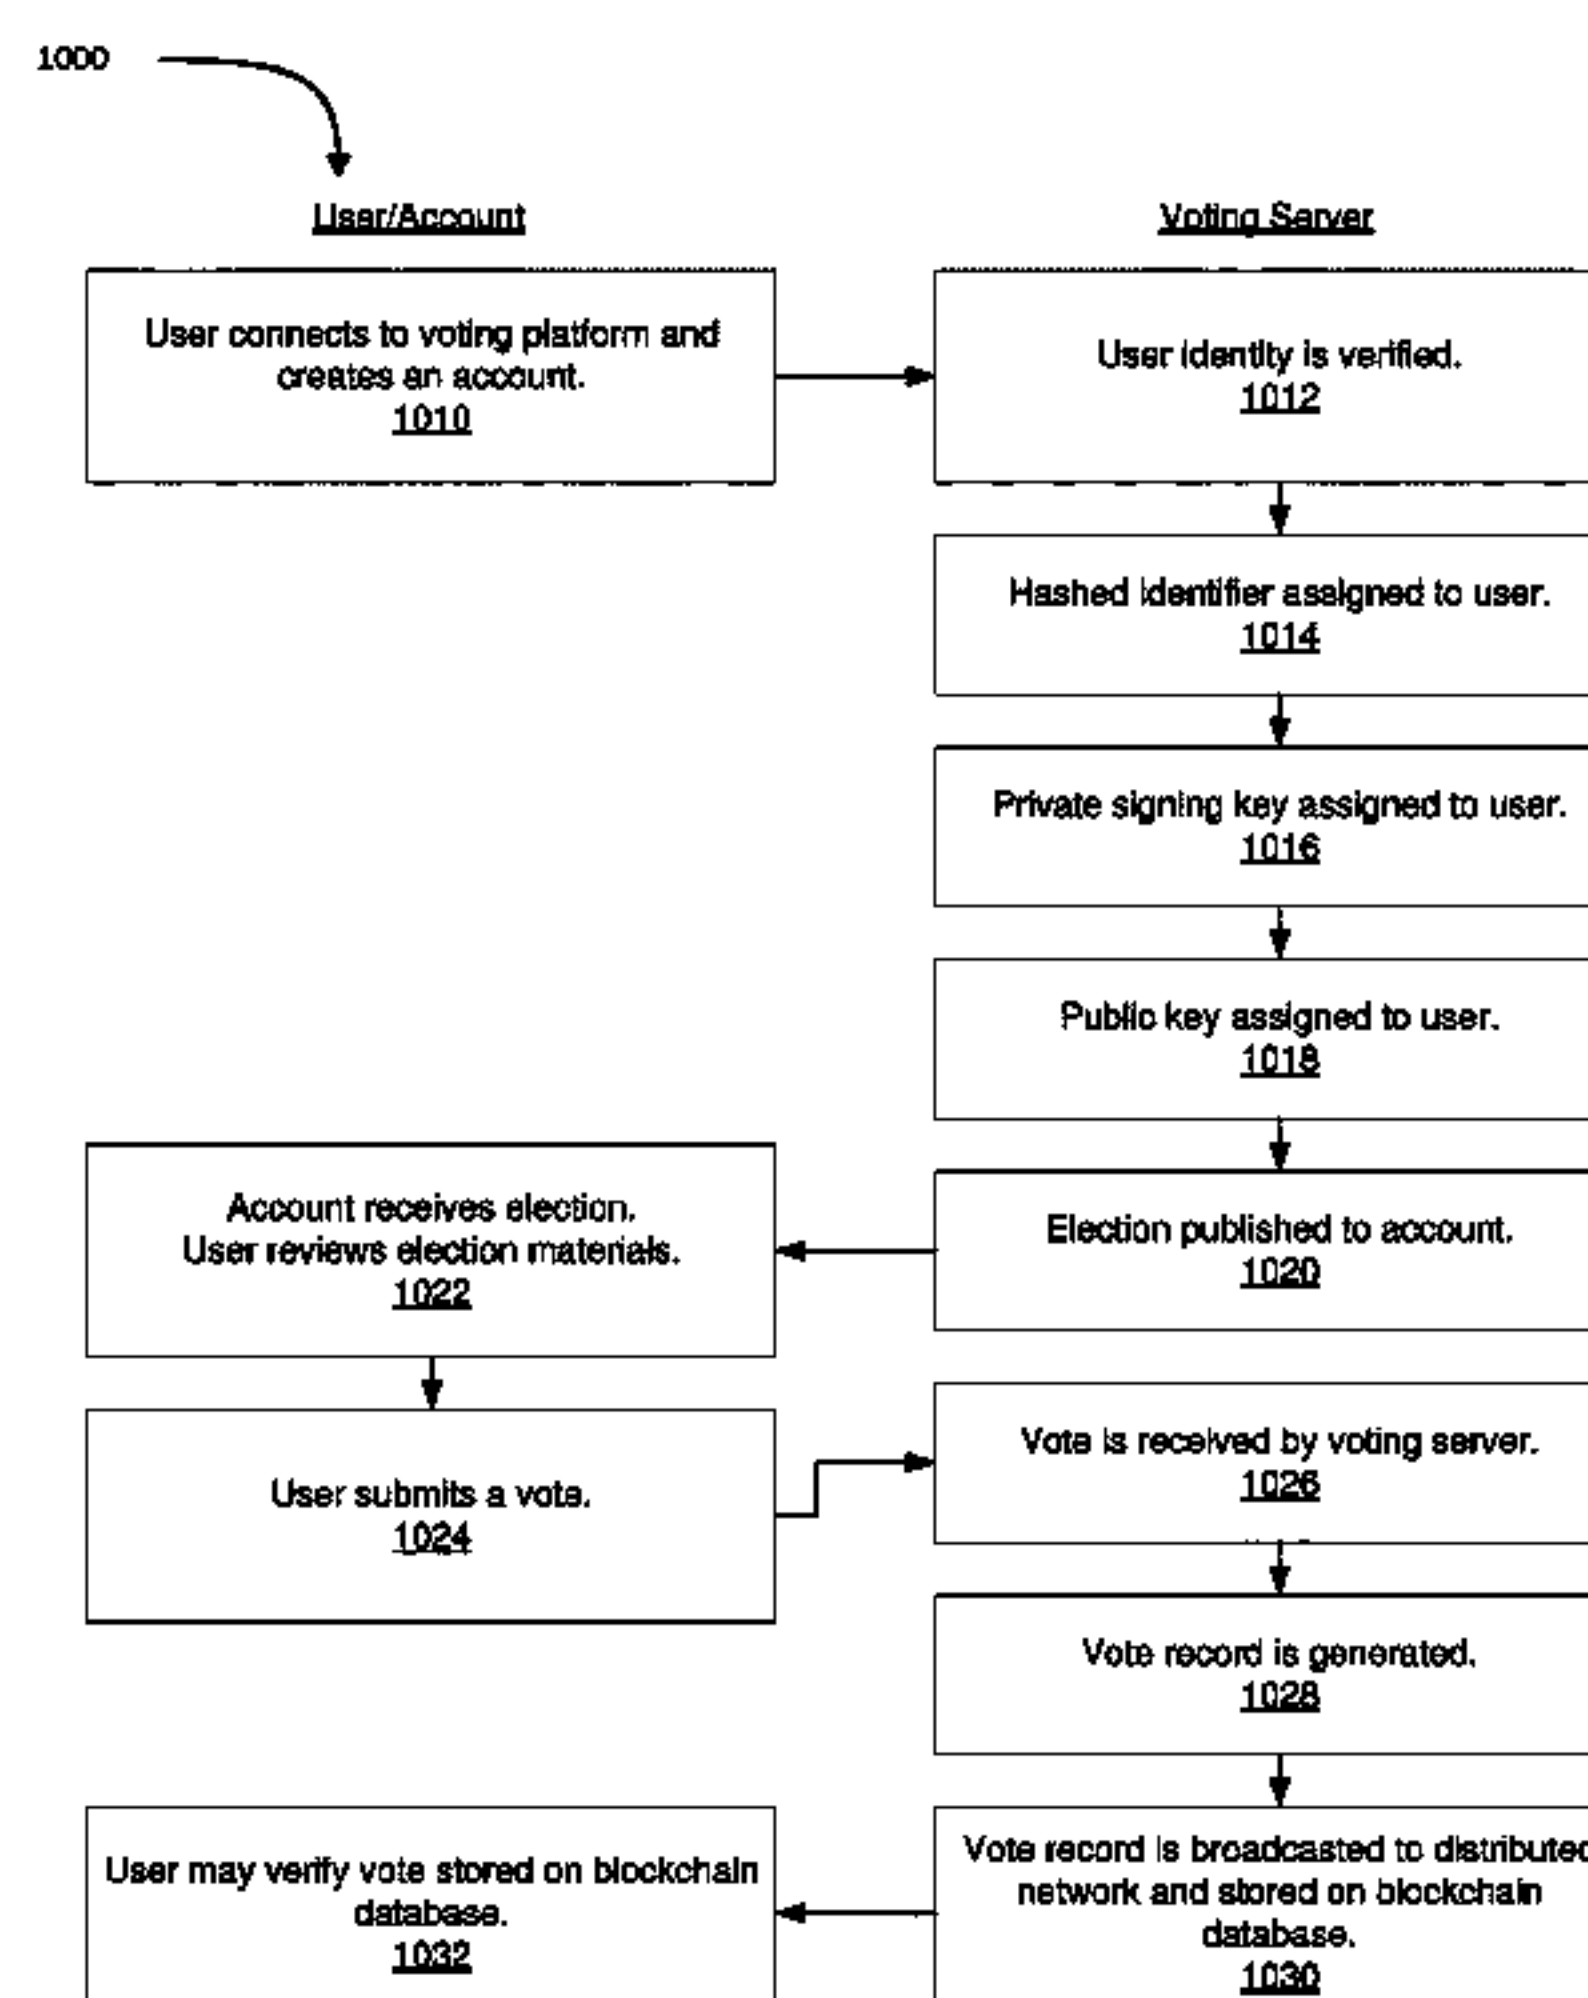 1000
User/Account
Voting Server
User connects to voting platform and
creates an account.
1010
User identity is verified.
1012
Hashed identifier assigned to user.
1014
Private signing key assigned to user.
1016
Public key assigned to user.
1018
Election published to account.
1020
Account receives election.
User reviews election materials.
1022
User submits a vote.
1024
Vote is received by voting server.
1026
Vote record is generated.
1028
Vote record is broadcasted to distributed
network and stored on blockchain
database.
1030
User may verify vote stored on blockchain
database.
1032